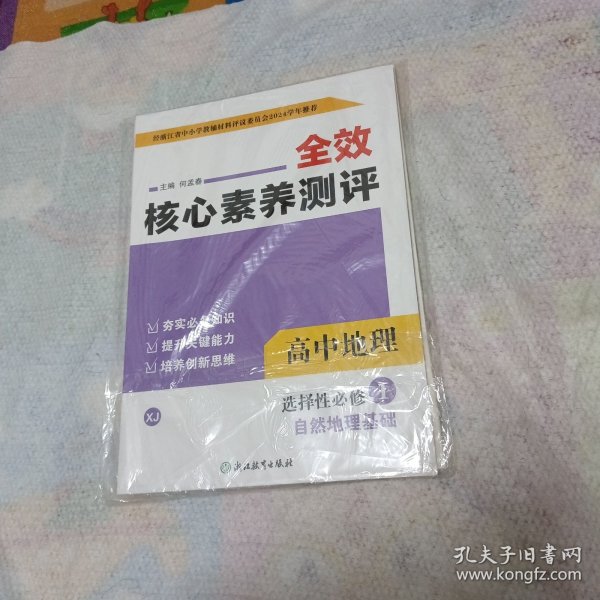 经浙江省中小学教辅材料评议委员会2024学年推荐
全效
主编 何孟春
核心素养测评
夯实必备知识
提升关键能力
培养创新思维
高中地理
选择性必修1
自然地理基础
XJ
浙江教育出版社
孔夫子旧书网
www.kongfz.com